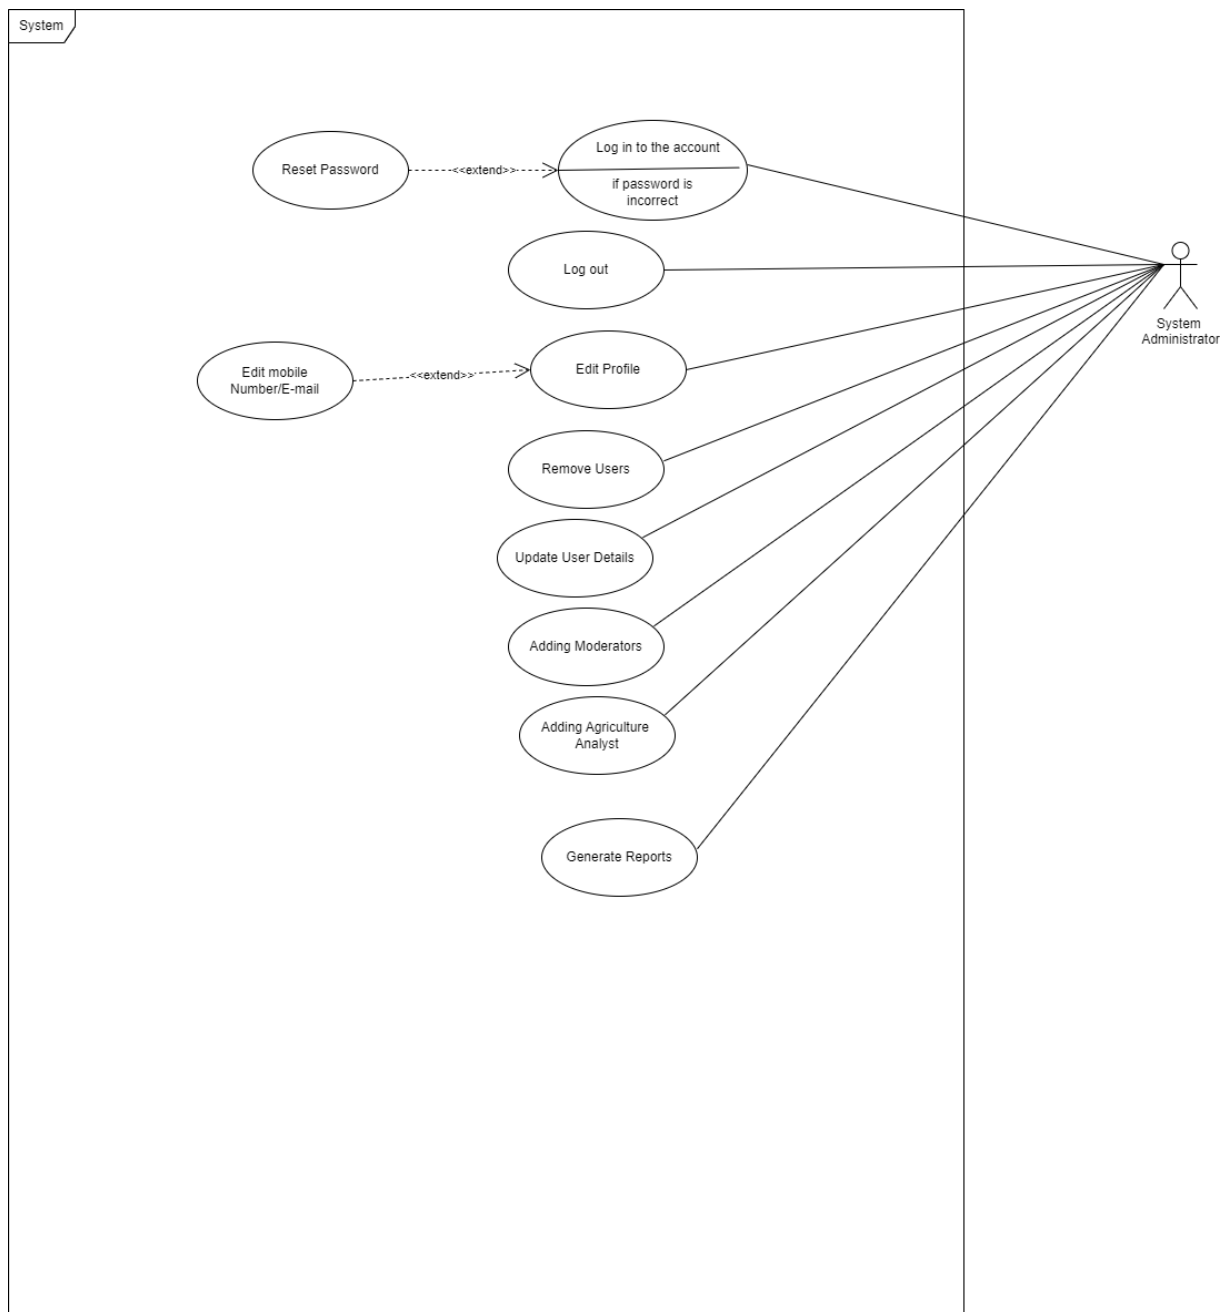 System
Log in to the account
Reset Password
<<extend>>
if password is
incorrect
Log out
System
Administrator
Edit mobile
Number/E-mail
<<extend>>
Edit Profile
Remove Users
Update User Details
Adding Moderators
Adding Agriculture
Analyst
Generate Reports